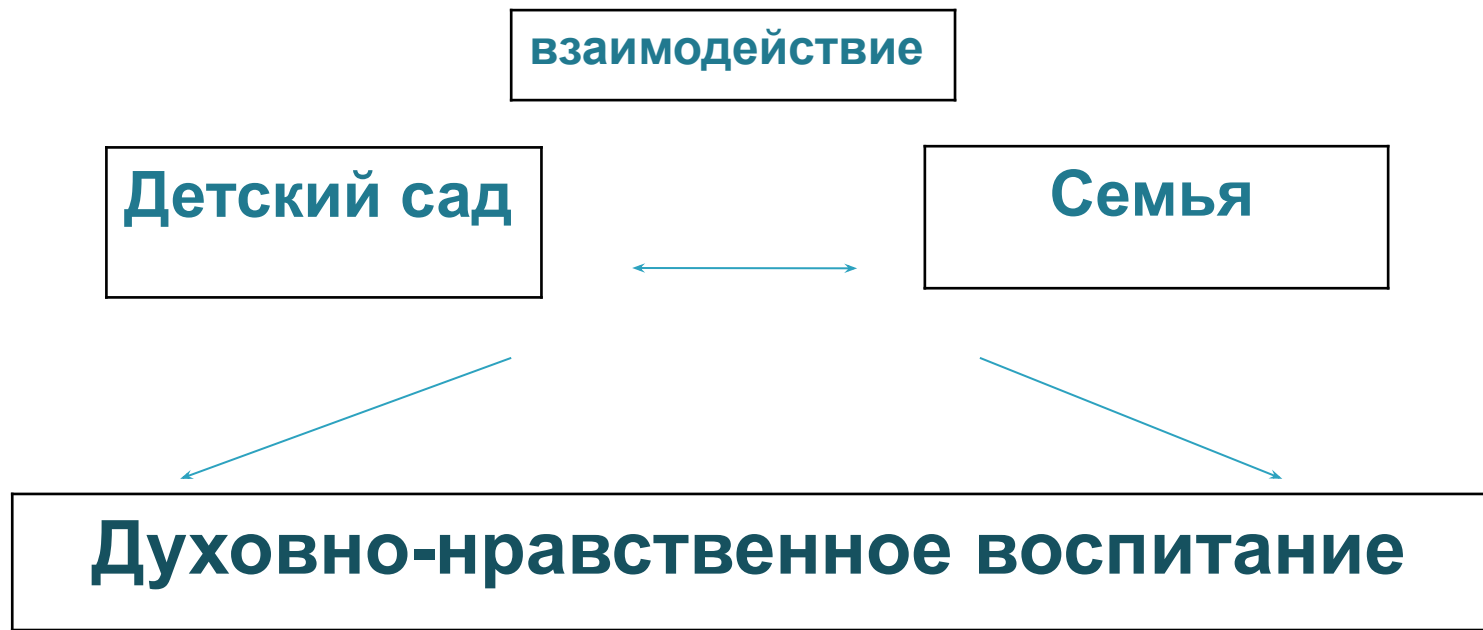 взаимодействие
Детский сад
Семья
Духовно-нравственное воспитание